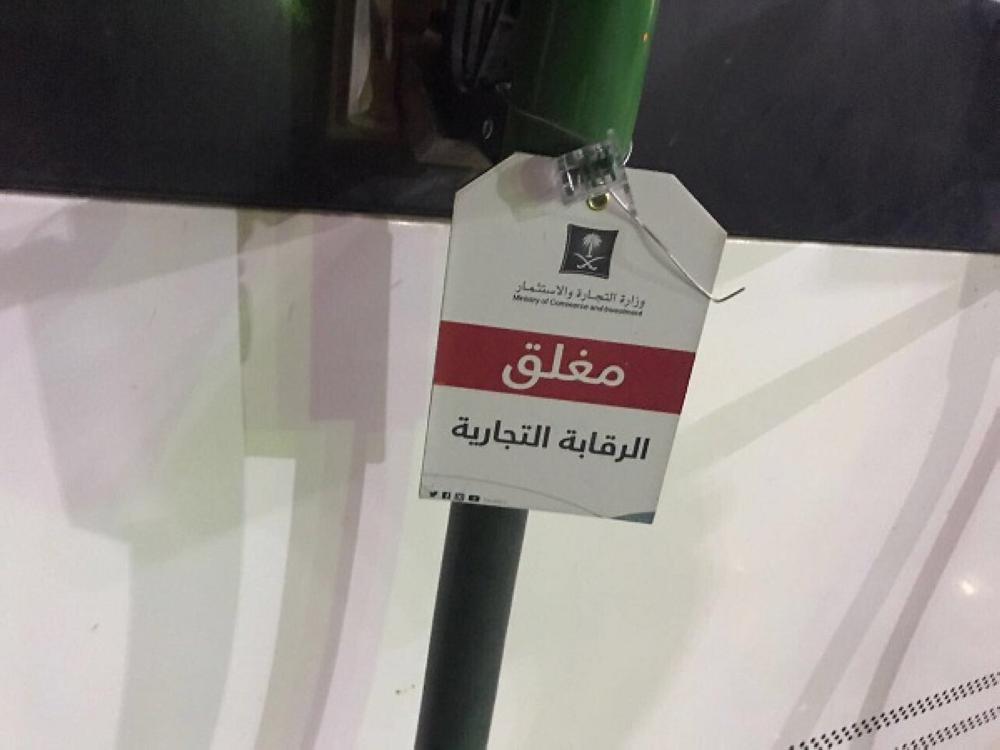 وزارة التجارة والاستثمار
Ministry of Commerce and Investment
مغلق
الرقابة التجارية